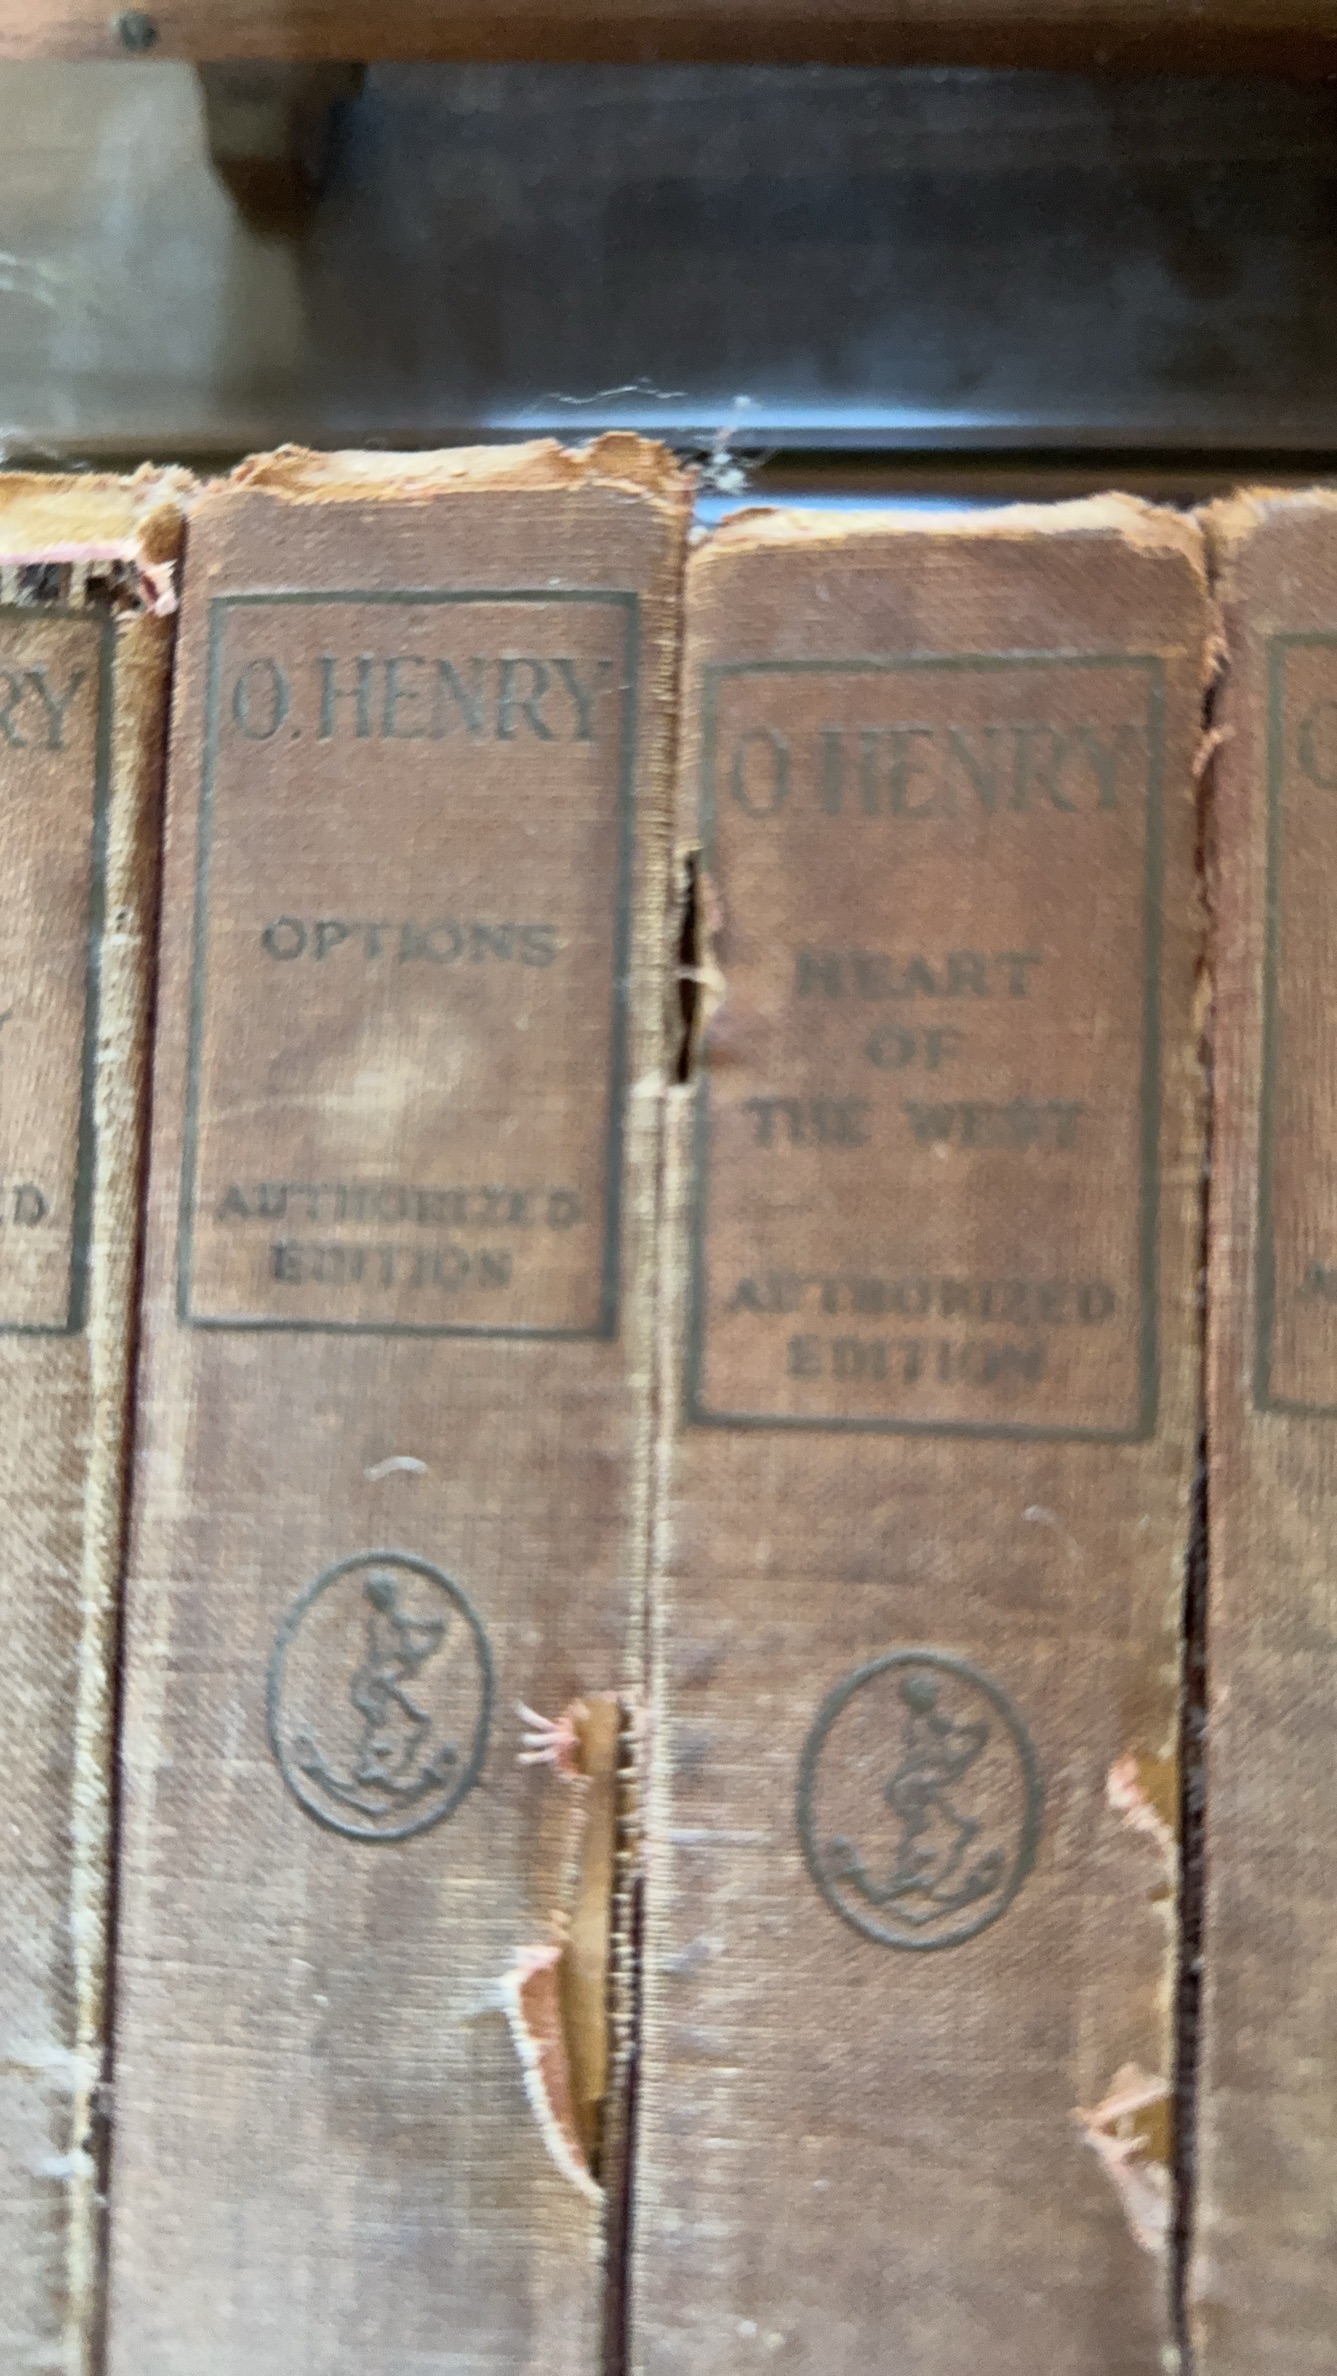 RY
D
O. HENRY
OPTIONS
AUTHORIZED
EDITION
O. HENRY
HEART
OF
THE WEST
AUTHORIZED
EDITION